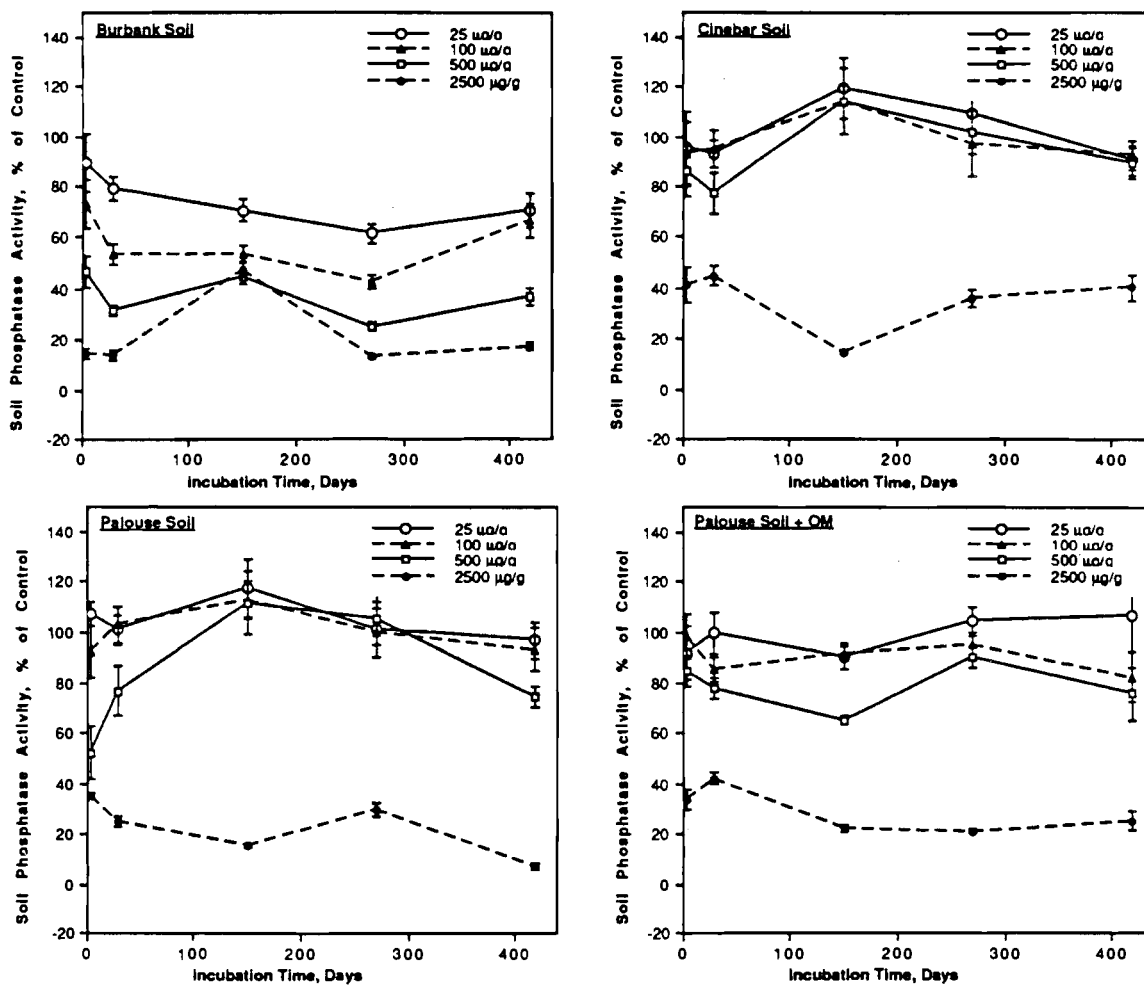 Burbank Soil
25 µg/g
100 µg/g
500 µg/g
2500 µg/g
Soil Phosphatase Activity, % of Control
140
120
100
80
60
40
20
0
-20
0 100 200 300 400
Incubation Time, Days
Cinebar Soil
25 µg/g
100 µg/g
500 µg/g
2500 µg/g
Soil Phosphatase Activity, % of Control
140
120
100
80
60
40
20
0
-20
0 100 200 300 400
Incubation Time, Days
Palouse Soil
25 µg/g
100 µg/g
500 µg/g
2500 µg/g
Soil Phosphatase Activity, % of Control
140
120
100
80
60
40
20
0
-20
0 100 200 300 400
Incubation Time, Days
Palouse Soil + OM
25 µg/g
100 µg/g
500 µg/g
2500 µg/g
Soil Phosphatase Activity, % of Control
140
120
100
80
60
40
20
0
-20
0 100 200 300 400
Incubation Time, Days